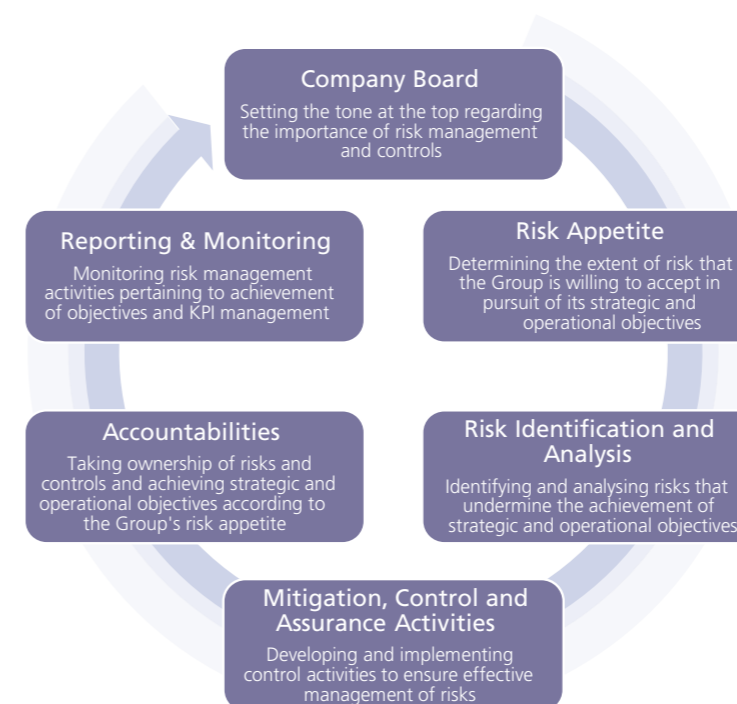 Company Board
Setting the tone at the top regarding
the importance of risk management
and controls
Risk Appetite
Determining the extent of risk that
the Group is willing to accept in
pursuit of its strategic and
operational objectives
Risk Identification and
Analysis
Identifying and analysing risks that
undermine the achievement of
strategic and operational objectives
Mitigation, Control and
Assurance Activities
Developing and implementing
control activities to ensure effective
management of risks
Accountabilities
Taking ownership of risks and
controls and achieving strategic and
operational objectives according to
the Group's risk appetite
Reporting & Monitoring
Monitoring risk management
activities pertaining to achievement
of objectives and KPI management